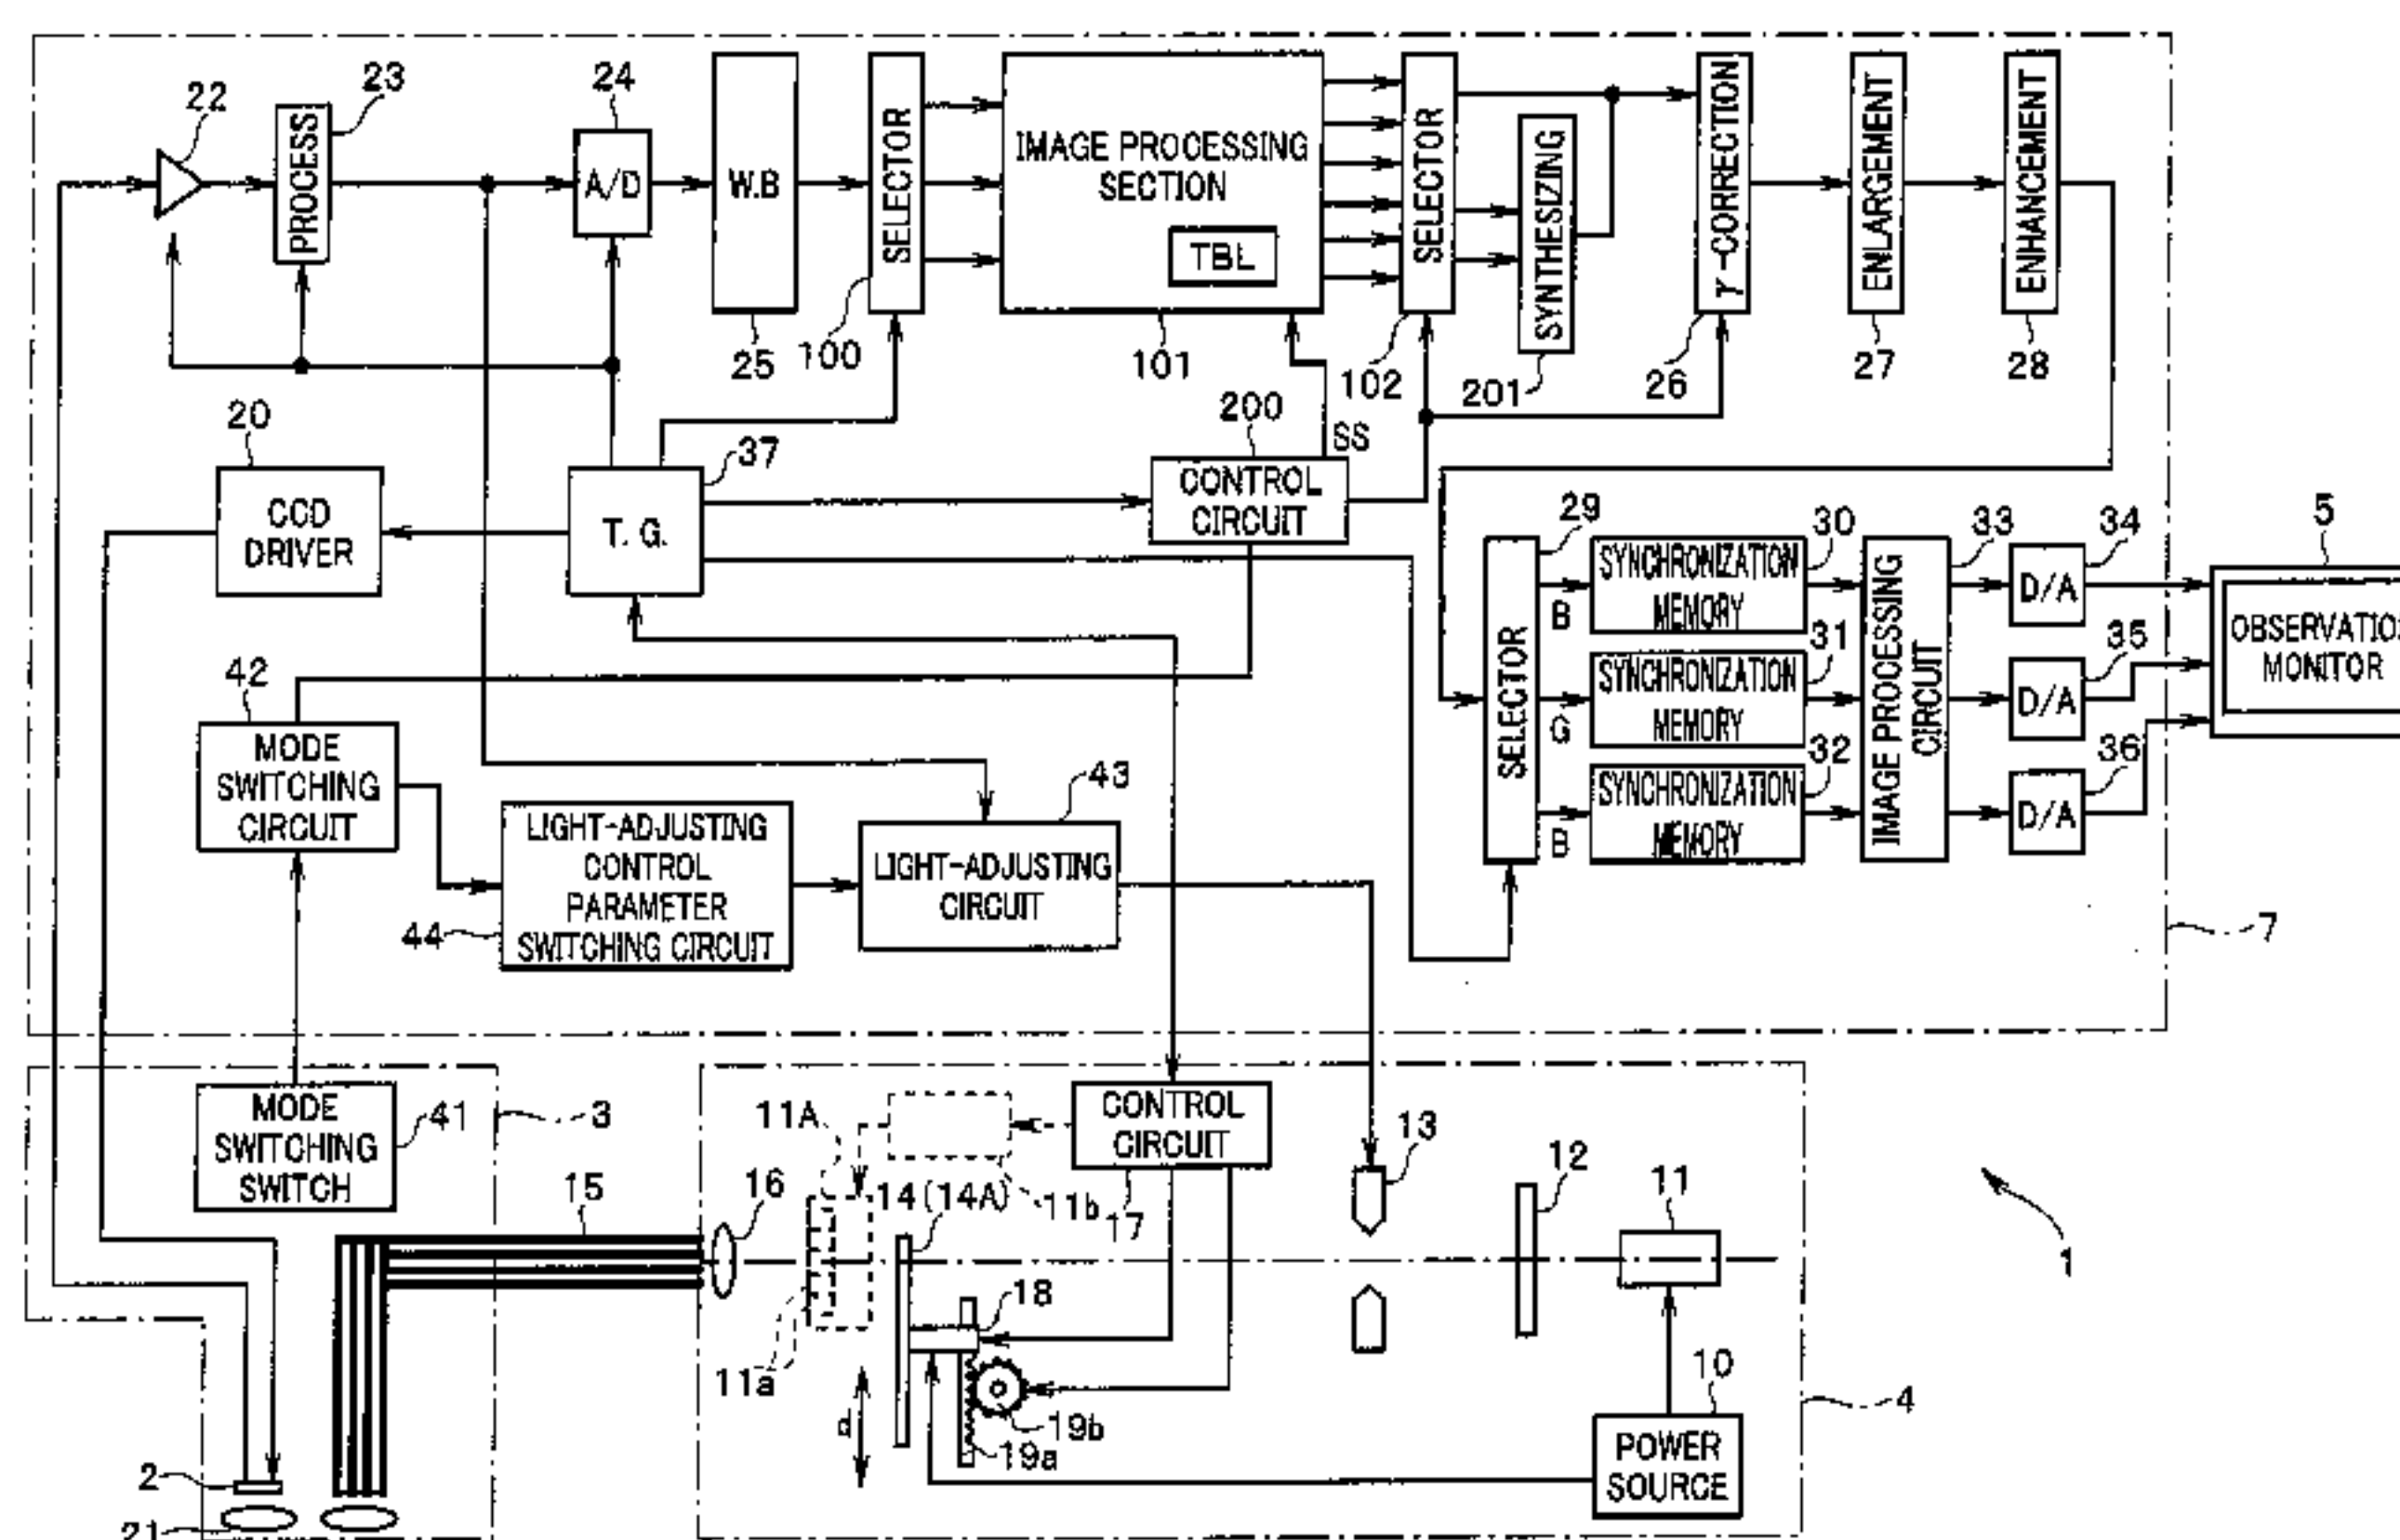 22
23
24
PROCESS
A/D
W.B
SELECTOR
IMAGE PROCESSING
SECTION
TBL
SELECTOR
SYNTHESIZING
γ-CORRECTION
ENLARGEMENT
ENHANCEMENT
25
100
101
102
201
26
27
28
20
37
200
SS
CCD
DRIVER
T. G.
CONTROL
CIRCUIT
29
30
33
34
5
SELECTOR
B
SYNCHRONIZATION
MEMORY
31
G
SYNCHRONIZATION
MEMORY
32
B
SYNCHRONIZATION
MEMORY
IMAGE PROCESSING
CIRCUIT
D/A
35
D/A
36
D/A
OBSERVATIO
MONITOR
42
MODE
SWITCHING
CIRCUIT
43
LIGHT-ADJUSTING
CONTROL
PARAMETER
SWITCHING CIRCUIT
44
LIGHT-ADJUSTING
CIRCUIT
7
MODE
SWITCHING
SWITCH
41
3
11A
CONTROL
CIRCUIT
13
12
11
15
16
14(14A)
11b
17
1
18
11a
d
19b
19a
10
POWER
SOURCE
4
2
21